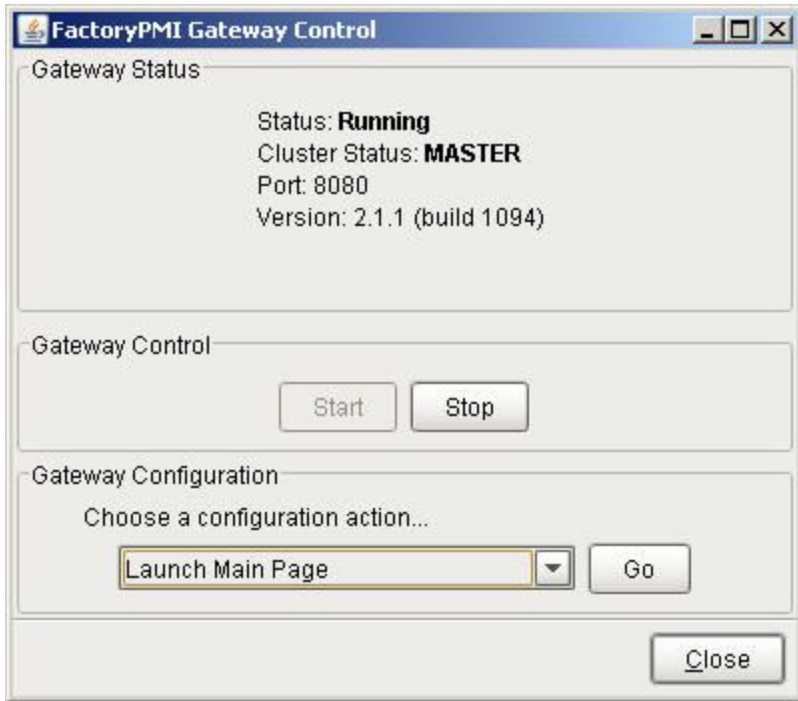 FactoryPMI Gateway Control
Gateway Status
Status: Running
Cluster Status: MASTER
Port: 8080
Version: 2.1.1 (build 1094)
Gateway Control
Start Stop
Gateway Configuration
Choose a configuration action...
Launch Main Page Go
Close